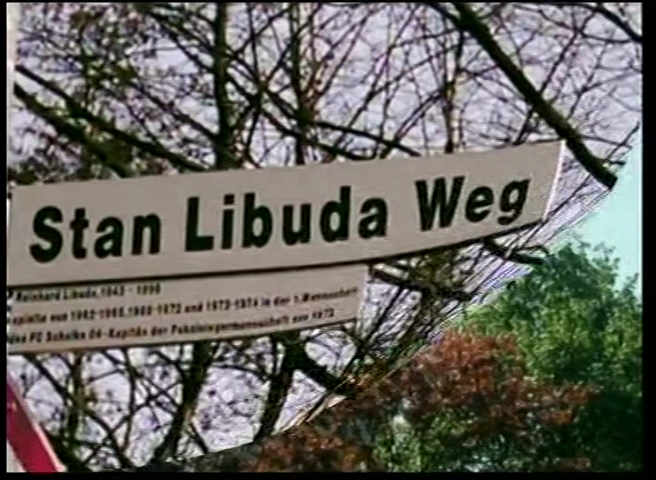 Stan Libuda Weg
Reinhard Libuda, 1943 - 1996
spielte von 1962-1965, 1968-1972 und 1973-1974 in der 1. Mannschaft
des FC Schalke 04 - Kapitän der Pokalsiegermannschaft von 1972